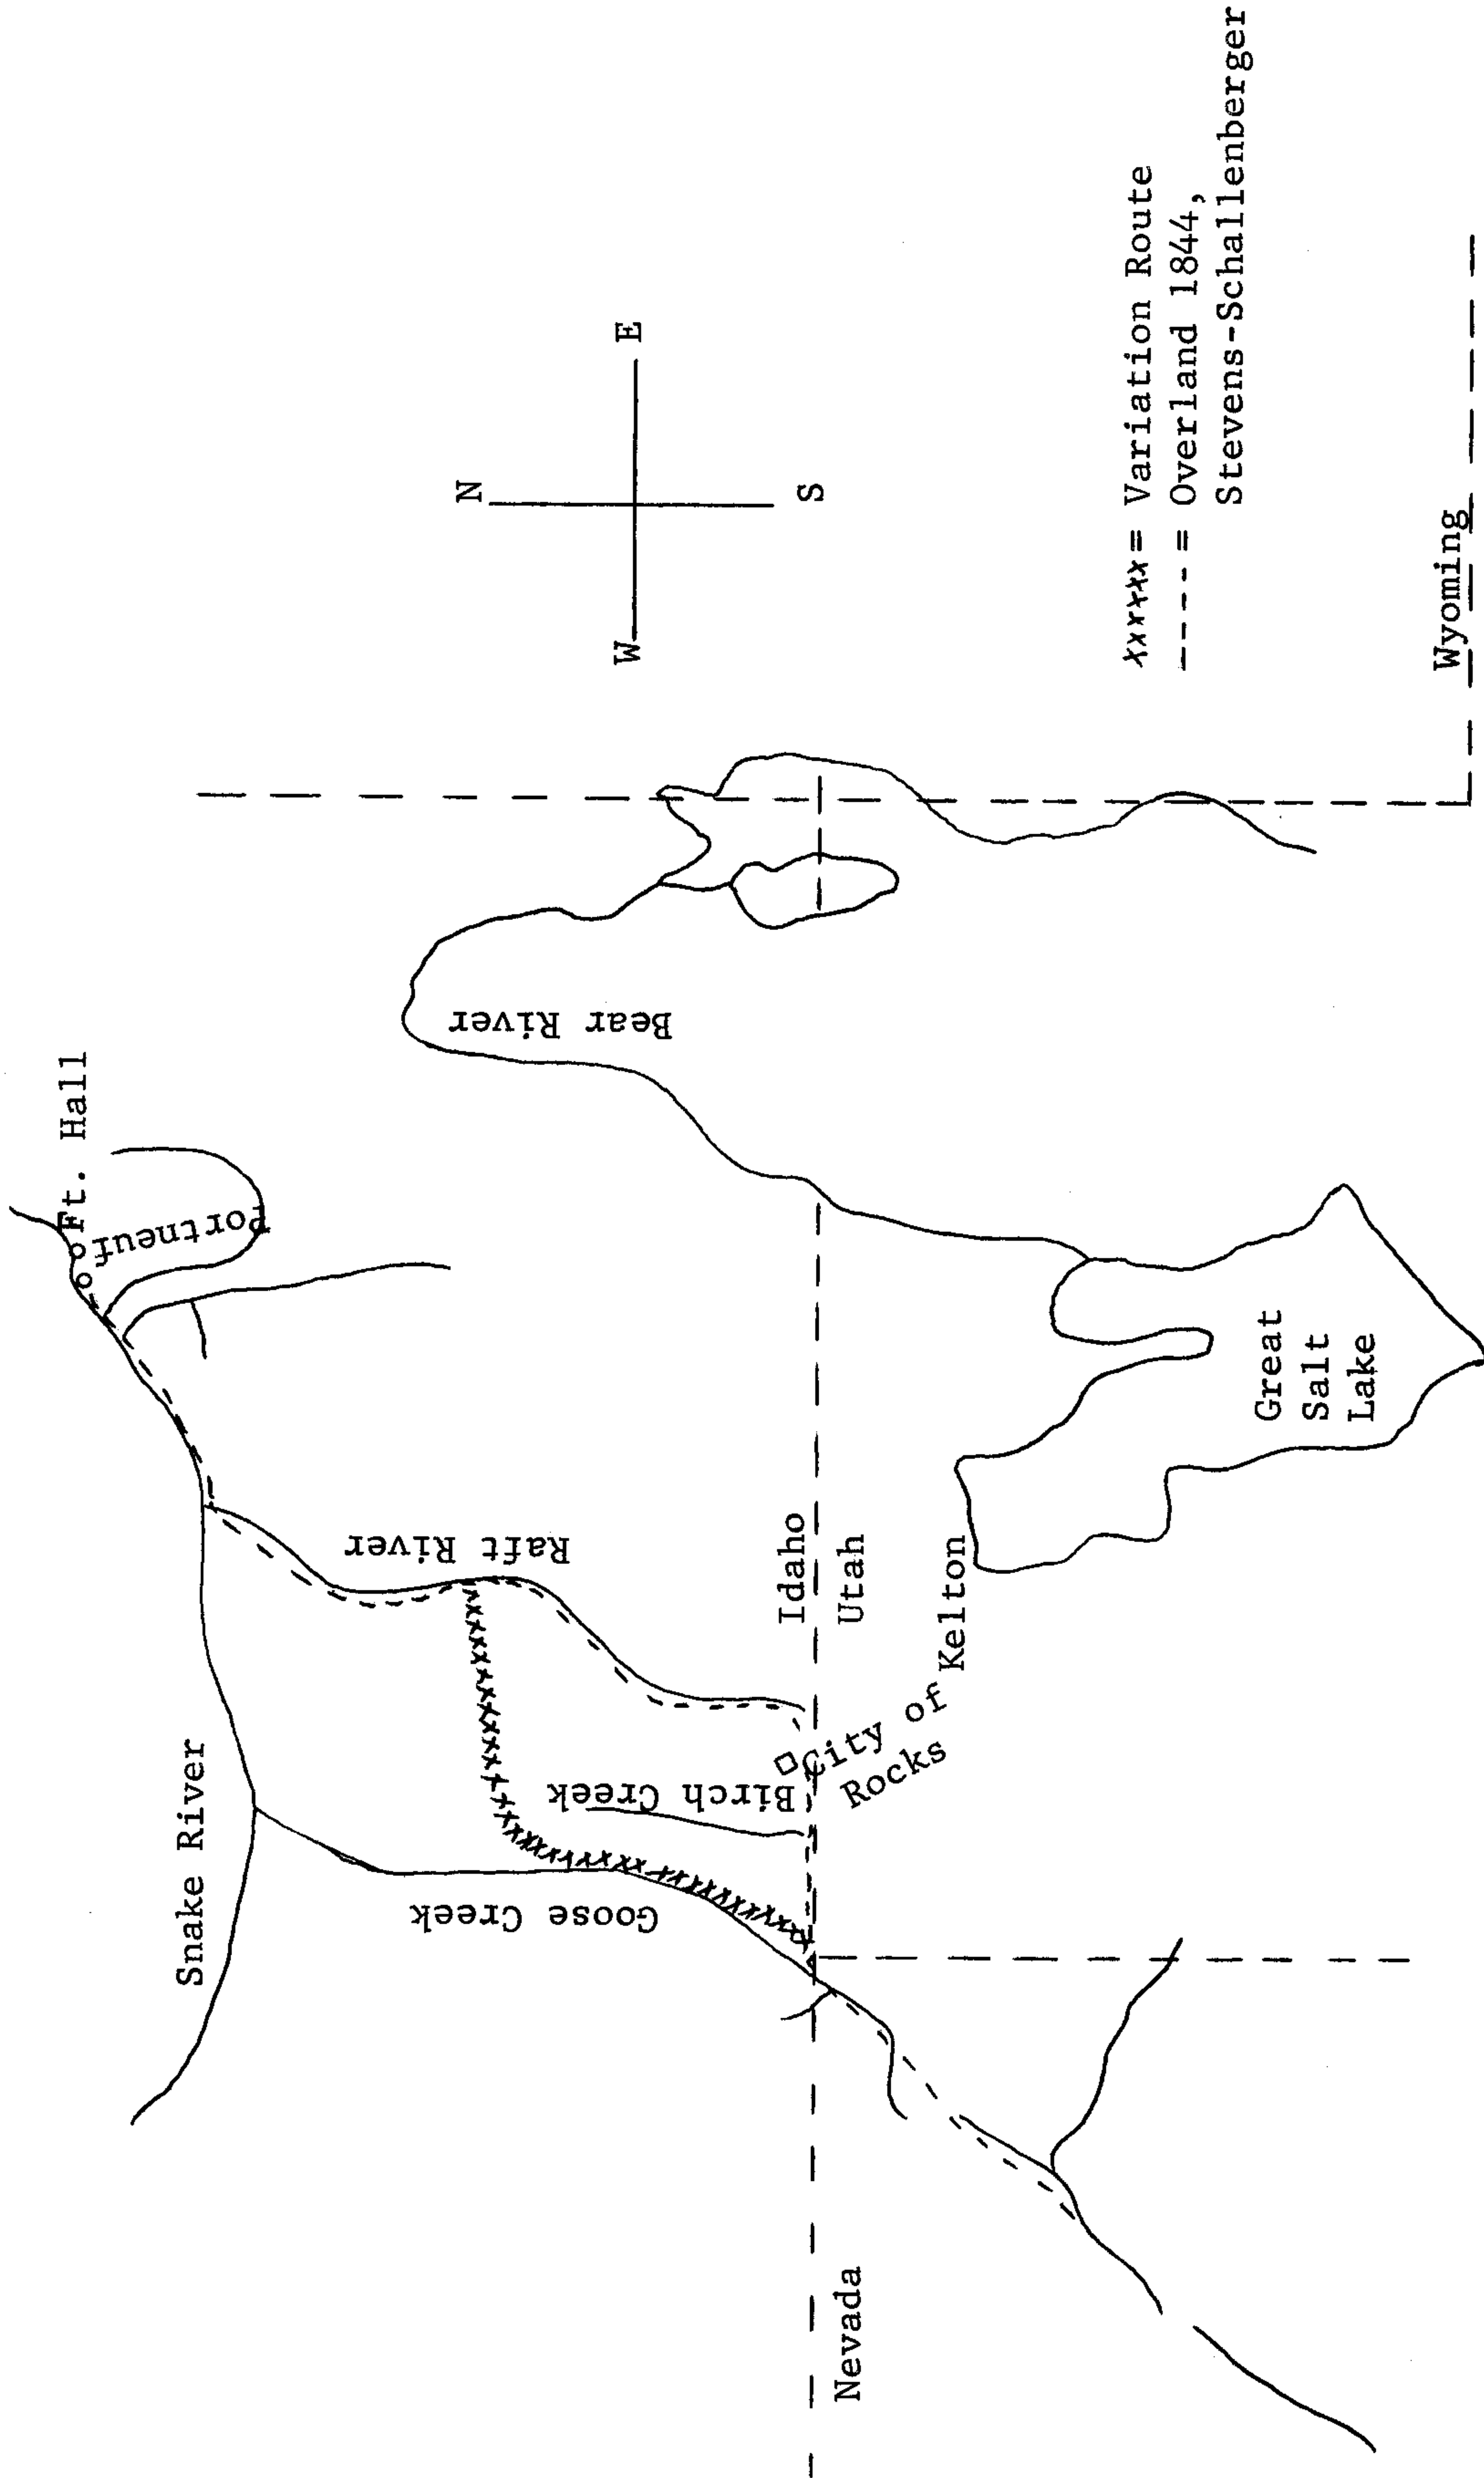 Ft. Hall
Portneuf
Snake River
Raft River
Bear River
Goose Creek
Birch Creek
N
W
E
S
City of
Rocks
Idaho
Utah
Kelton
Nevada
Great
Salt
Lake
xxxxxx= Variation Route
-----= Overland 1844,
Stevens-Schallenberger
Wyoming